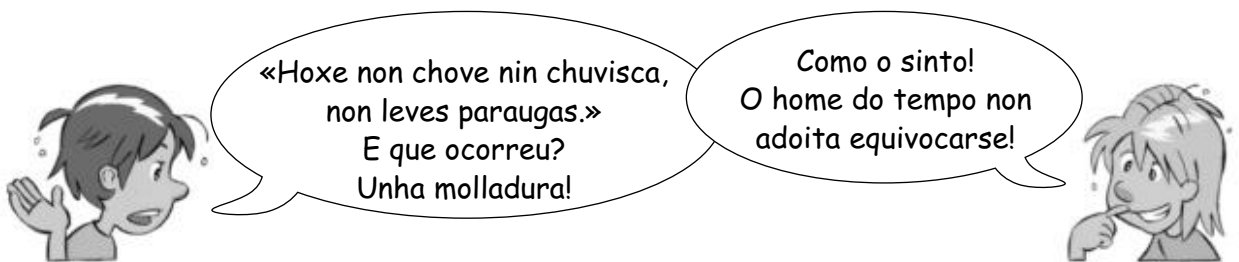 «Hoxe non chove nin chuvisca,
non leves paraugas.»
E que ocorreu?
Unha molladura!
Como o sinto!
O home do tempo non
adoita equivocarse!